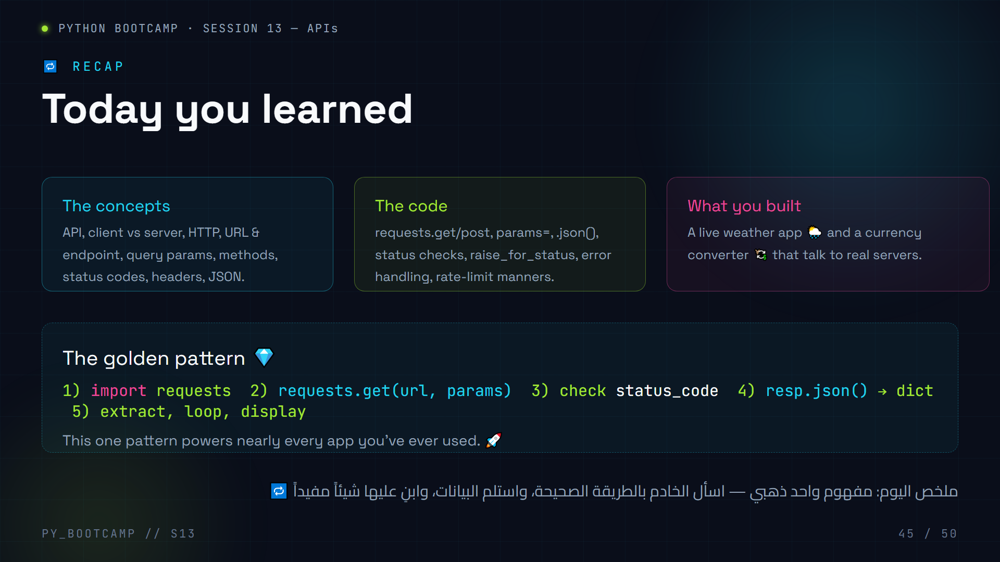 PYTHON BOOTCAMP · SESSION 13 — APIs
🔁 RECAP
Today you learned
The concepts
API, client vs server, HTTP, URL &
endpoint, query params, methods,
status codes, headers, JSON.
The code
requests.get/post, params=, .json(),
status checks, raise_for_status, error
handling, rate-limit manners.
What you built
A live weather app 🌦️ and a currency
converter 💱 that talk to real servers.
The golden pattern 💎
1) import requests 2) requests.get(url, params) 3) check status_code 4) resp.json() → dict
5) extract, loop, display
This one pattern powers nearly every app you’ve ever used. 🚀
ملخص اليوم: مفهوم واحد ذهبي — اسأل الخادم بالطريقة الصحيحة، واستلم البيانات، وابنِ عليها شيئاً مفيداً 🔁
PY_BOOTCAMP // S13
45 / 50